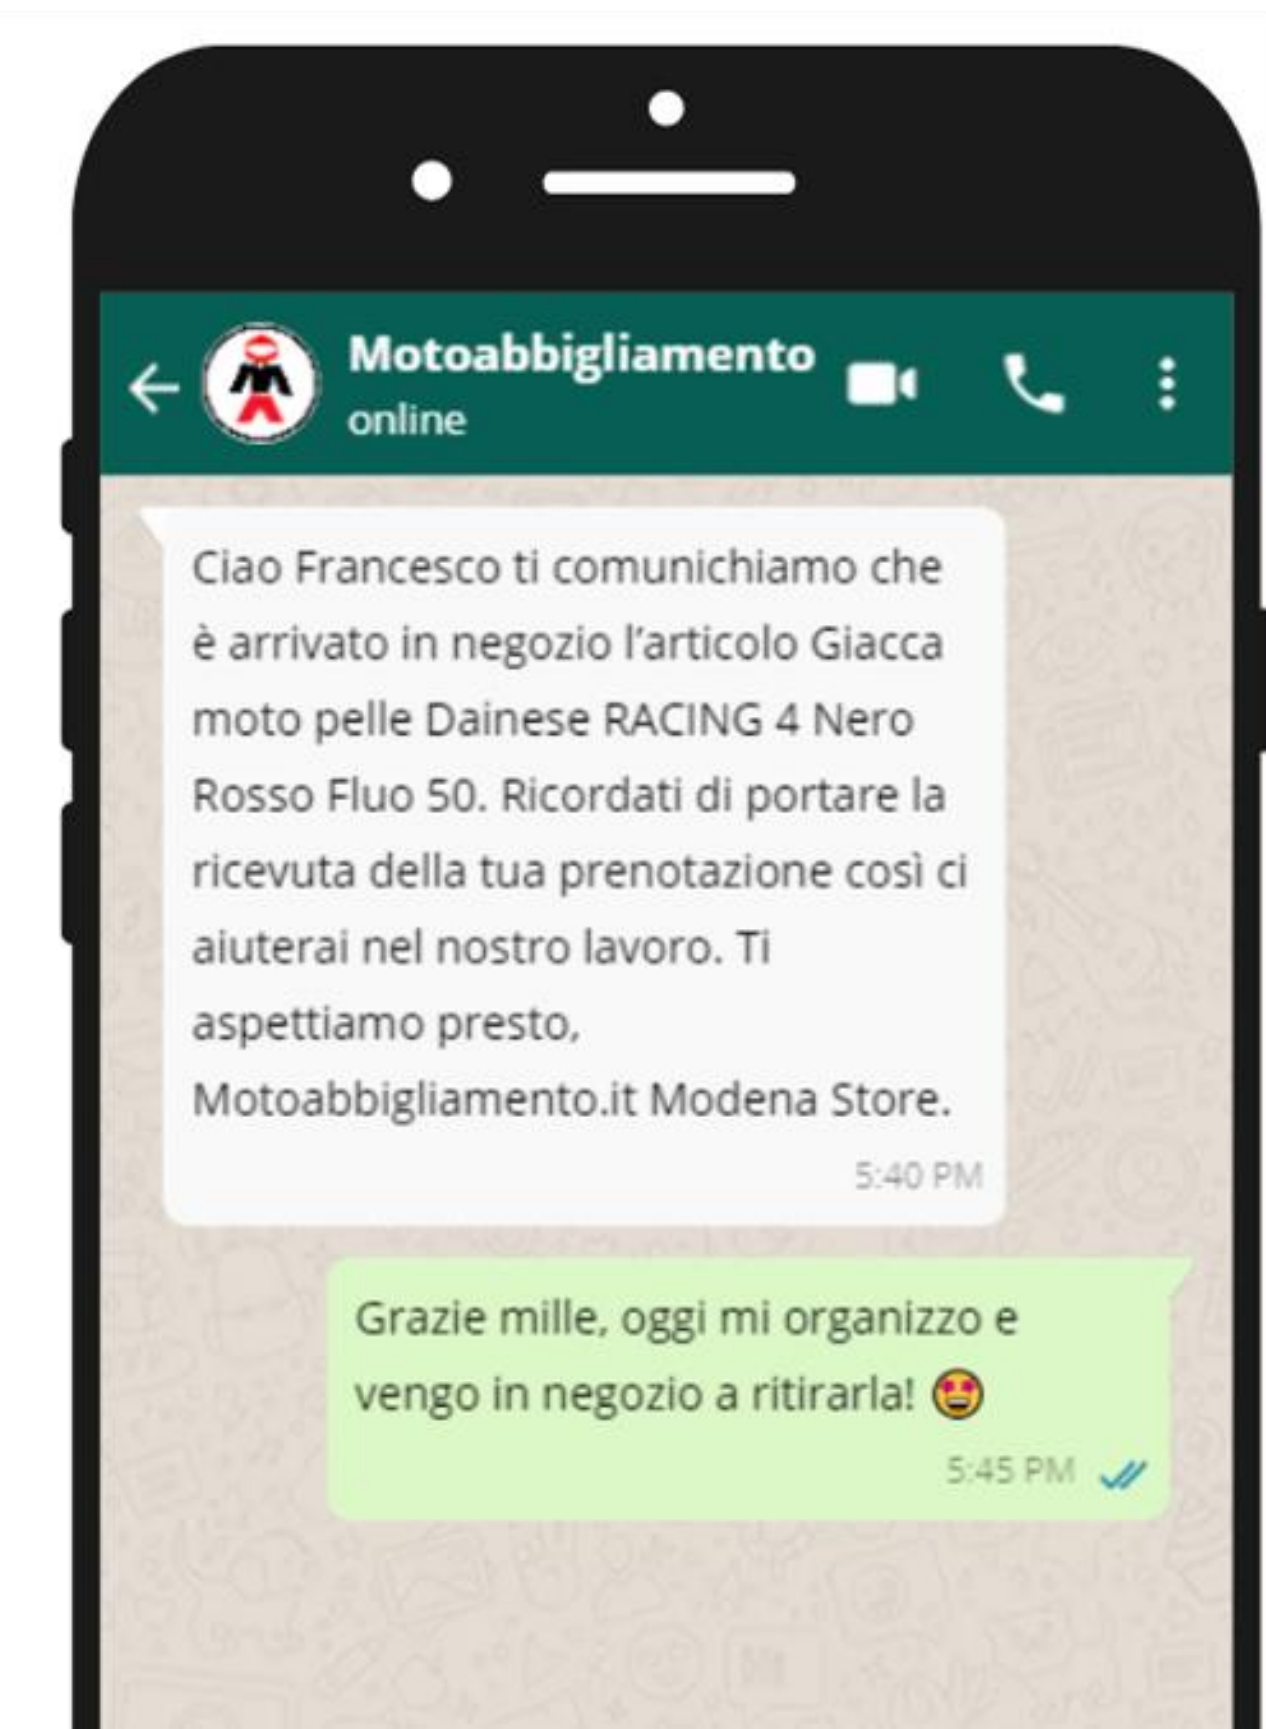 Motoabbigliamento
online
Ciao Francesco ti comunichiamo che
è arrivato in negozio l’articolo Giacca
moto pelle Dainese RACING 4 Nero
Rosso Fluo 50. Ricordati di portare la
ricevuta della tua prenotazione così ci
aiuterai nel nostro lavoro. Ti
aspettiamo presto,
Motoabbigliamento.it Modena Store.
5:40 PM
Grazie mille, oggi mi organizzo e
vengo in negozio a ritirarla! 🤩
5:45 PM